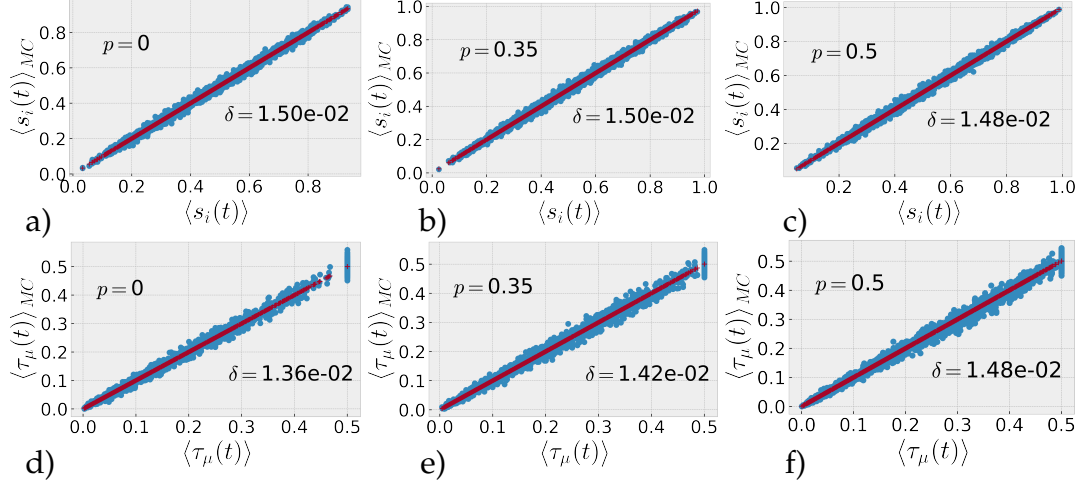 ⟨s_i(t)⟩_MC
0.8
0.6
0.4
0.2
0.0
p = 0
δ = 1.50e-02
0.0 0.2 0.4 0.6 0.8
⟨s_i(t)⟩
a)
⟨s_i(t)⟩_MC
1.0
0.8
0.6
0.4
0.2
0.0
p = 0.35
δ = 1.50e-02
0.0 0.2 0.4 0.6 0.8 1.0
⟨s_i(t)⟩
b)
⟨s_i(t)⟩_MC
1.0
0.8
0.6
0.4
0.2
p = 0.5
δ = 1.48e-02
0.2 0.4 0.6 0.8 1.0
⟨s_i(t)⟩
c)
⟨τ_μ(t)⟩_MC
0.5
0.4
0.3
0.2
0.1
0.0
p = 0
δ = 1.36e-02
0.0 0.1 0.2 0.3 0.4 0.5
⟨τ_μ(t)⟩
d)
⟨τ_μ(t)⟩_MC
0.5
0.4
0.3
0.2
0.1
0.0
p = 0.35
δ = 1.42e-02
0.0 0.1 0.2 0.3 0.4 0.5
⟨τ_μ(t)⟩
e)
⟨τ_μ(t)⟩_MC
0.5
0.4
0.3
0.2
0.1
0.0
p = 0.5
δ = 1.48e-02
0.0 0.1 0.2 0.3 0.4 0.5
⟨τ_μ(t)⟩
f)